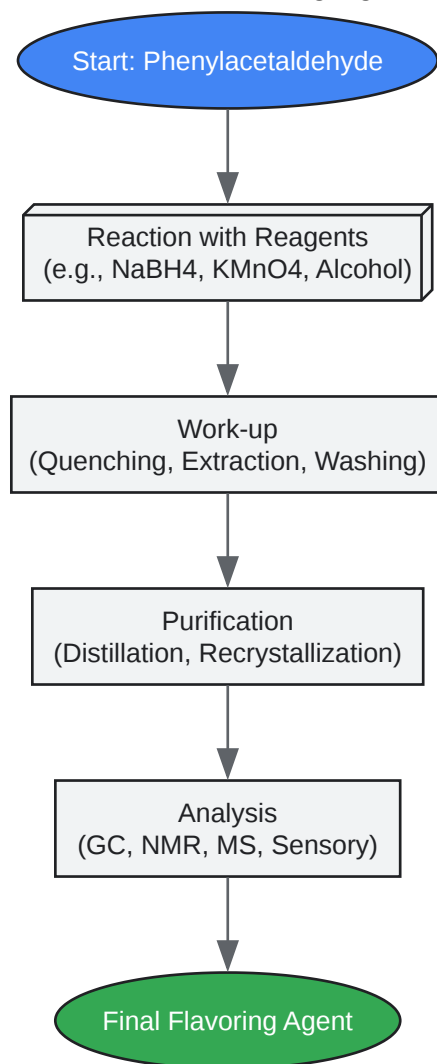 Start: Phenylacetaldehyde
Reaction with Reagents
(e.g., NaBH4, KMnO4, Alcohol)
Work-up
(Quenching, Extraction, Washing)
Purification
(Distillation, Recrystallization)
Analysis
(GC, NMR, MS, Sensory)
Final Flavoring Agent